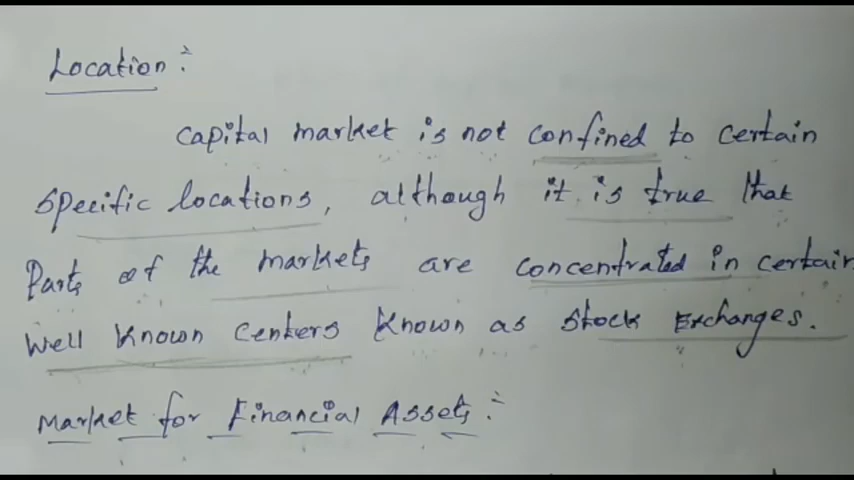 Location :-
Capital market is not confined to certain
specific locations, although it is true that
Parts of the markets are concentrated in certain
well known centers known as stock Exchanges.
Market for Financial Assets :-